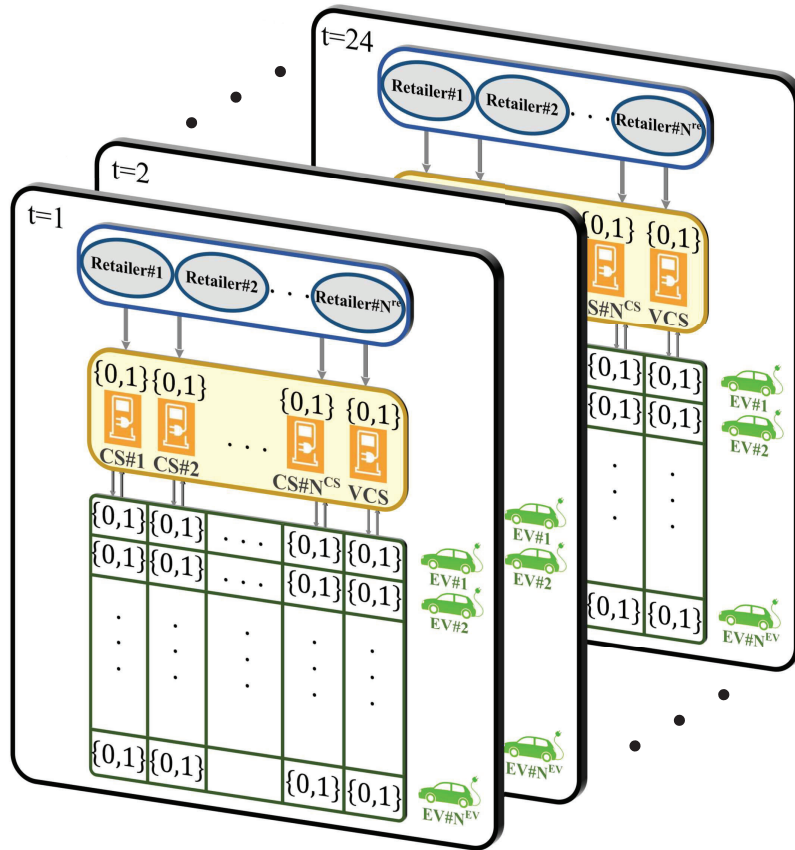 t=24
Retailer#1 Retailer#2 . . . Retailer#N^re
{0,1} {0,1}
S#N^CS VCS
{0,1} {0,1} EV#1
{0,1} {0,1} EV#2
{0,1} {0,1} EV#N^EV
t=2
EV#1
EV#2
EV#N^EV
t=1
Retailer#1 Retailer#2 . . . Retailer#N^re
{0,1} {0,1} {0,1} {0,1}
CS#1 CS#2 . . . CS#N^CS VCS
{0,1} {0,1} . . . {0,1} {0,1} EV#1
{0,1} {0,1} . . . {0,1} {0,1} EV#2
{0,1} {0,1} {0,1} {0,1} EV#N^EV